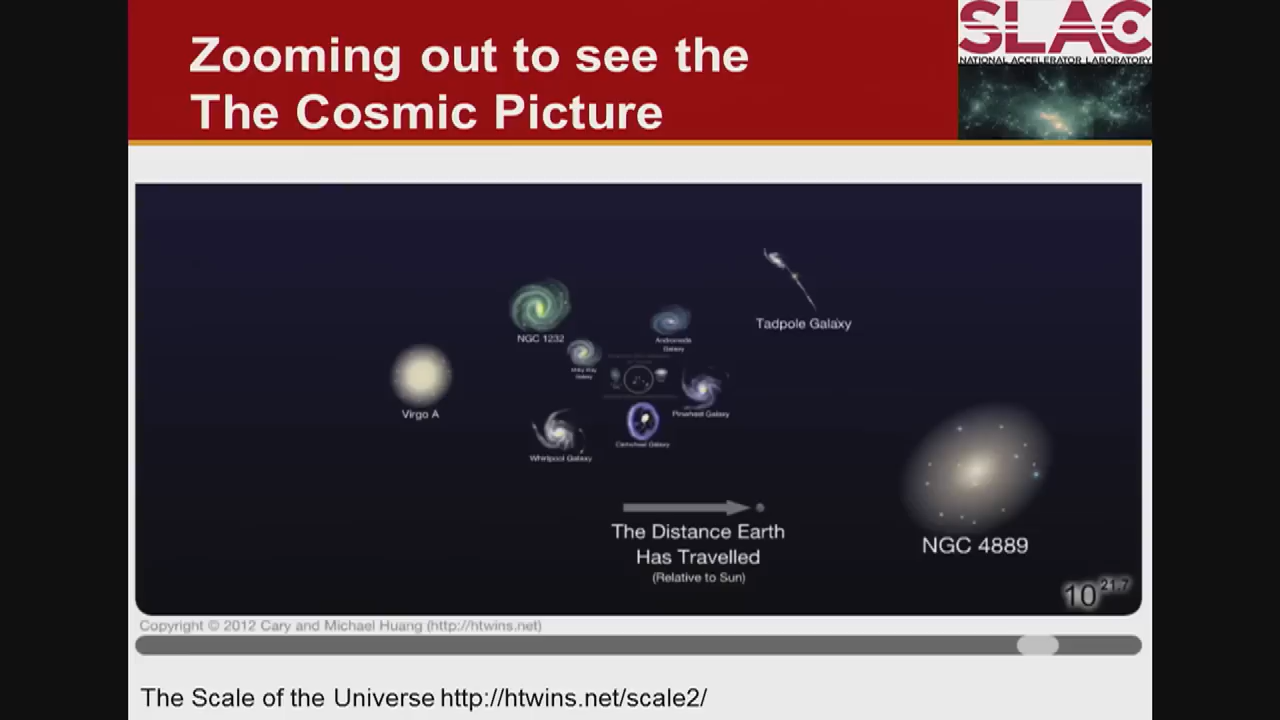 Zooming out to see the
The Cosmic Picture
SLAC
NATIONAL ACCELERATOR LABORATORY
Tadpole Galaxy
NGC 1232
Andromeda
Galaxy
Milky Way
Galaxy
Virgo A
Pinwheel Galaxy
Cartwheel Galaxy
Whirlpool Galaxy
The Distance Earth
Has Travelled
(Relative to Sun)
NGC 4889
10^21.7
Copyright © 2012 Cary and Michael Huang (http://htwins.net)
The Scale of the Universe http://htwins.net/scale2/